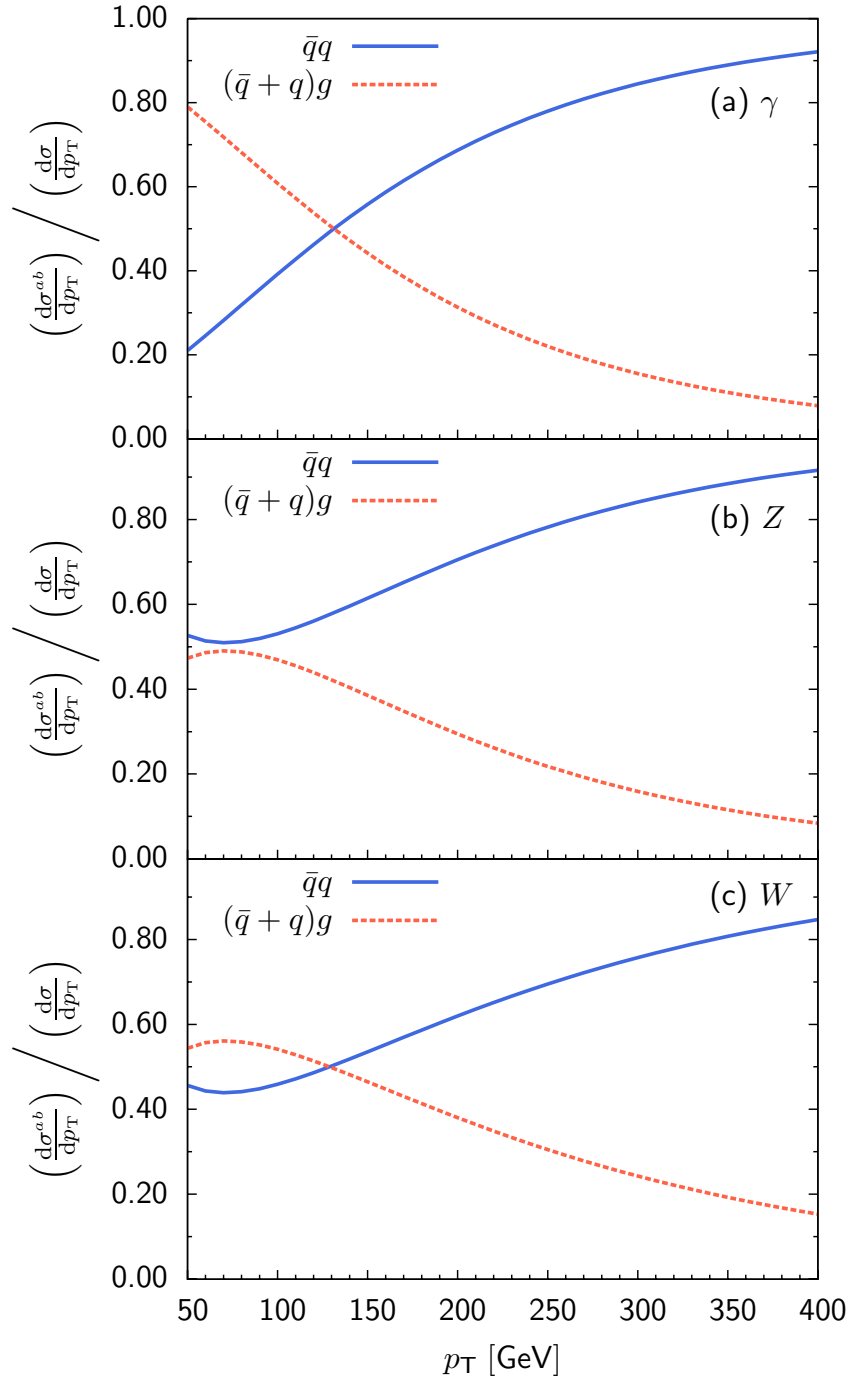 1.00
q̄q
(q̄ + q)g
(a) γ
0.80
0.60
0.40
0.20
0.00
(dσ^{ab}/dp_T) / (dσ/dp_T)
q̄q
(q̄ + q)g
(b) Z
0.80
0.60
0.40
0.20
0.00
(dσ^{ab}/dp_T) / (dσ/dp_T)
q̄q
(q̄ + q)g
(c) W
0.80
0.60
0.40
0.20
0.00
(dσ^{ab}/dp_T) / (dσ/dp_T)
50 100 150 200 250 300 350 400
p_T [GeV]